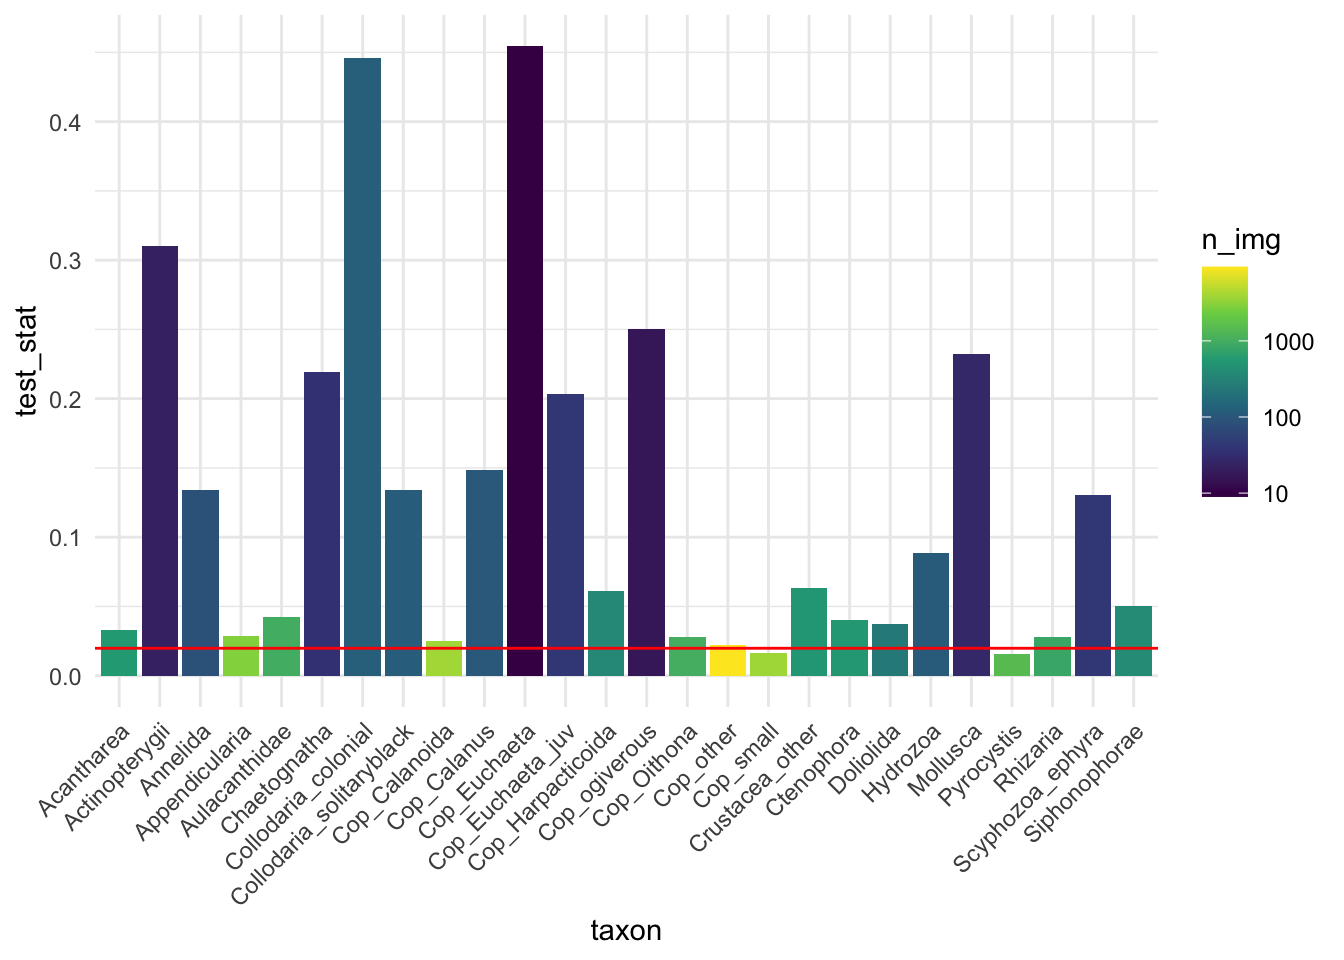 test_stat
0.4
0.3
0.2
0.1
0.0
Acantharea
Actinopterygii
Annelida
Appendicularia
Aulacanthidae
Chaetognatha
Collodaria_colonial
Collodaria_solitaryblack
Cop_Calanoida
Cop_Calanus
Cop_Euchaeta
Cop_Euchaeta_juv
Cop_Harpacticoida
Cop_ogiverous
Cop_Oithona
Cop_other
Cop_small
Crustacea_other
Ctenophora
Doliolida
Hydrozoa
Mollusca
Pyrocystis
Rhizaria
Scyphozoa_ephyra
Siphonophorae
taxon
n_img
1000
100
10